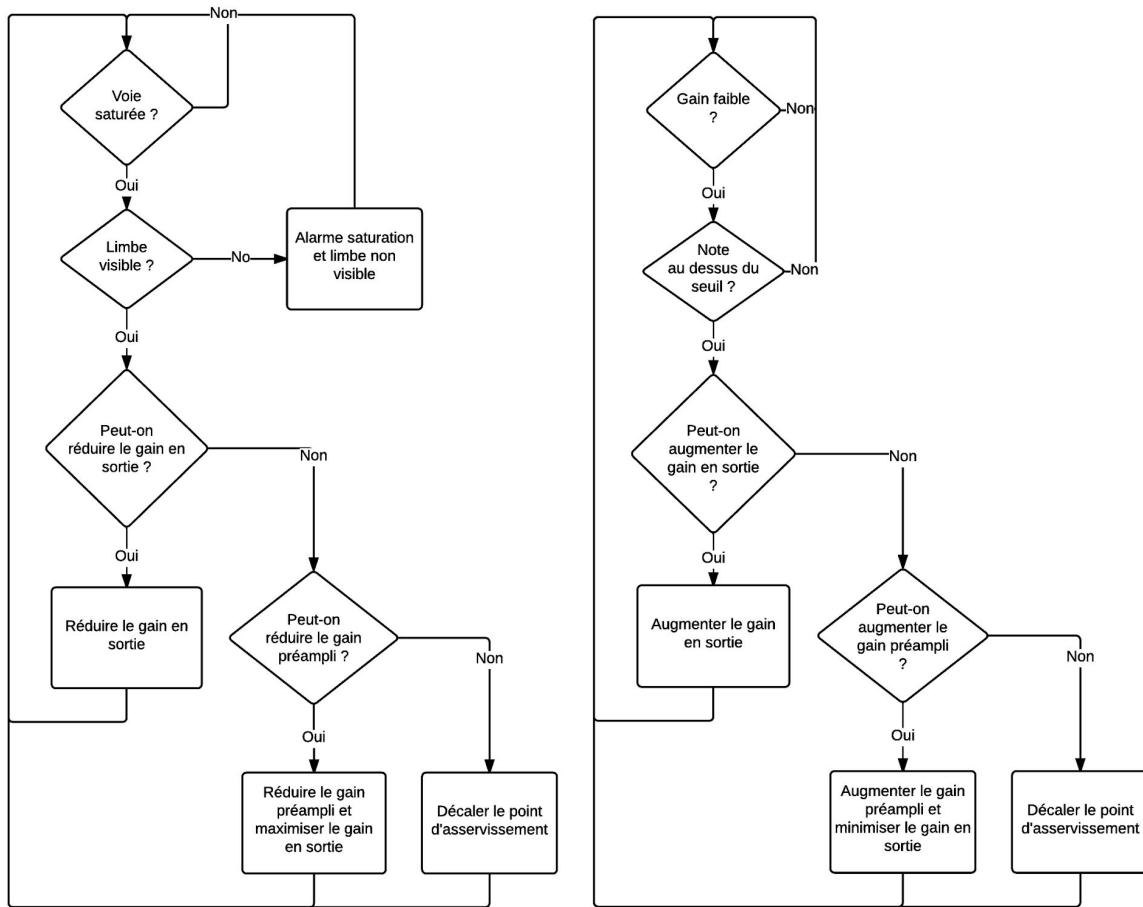 Non
Voie
saturée ?
Oui
Limbe
visible ?
No
Alarme saturation
et limbe non
visible
Oui
Peut-on
réduire le gain en
sortie ?
Non
Oui
Réduire le gain en
sortie
Peut-on
réduire le gain
préampli ?
Non
Oui
Réduire le gain
préampli et
maximiser le gain
en sortie
Décaler le point
d'asservissement
Gain faible
?
Non
Oui
Note
au dessus du
seuil ?
Non
Oui
Peut-on
augmenter le
gain en sortie
?
Non
Oui
Augmenter le gain
en sortie
Peut-on
augmenter le
gain préampli
?
Non
Oui
Augmenter le gain
préampli et
minimiser le gain en
sortie
Décaler le point
d'asservissement